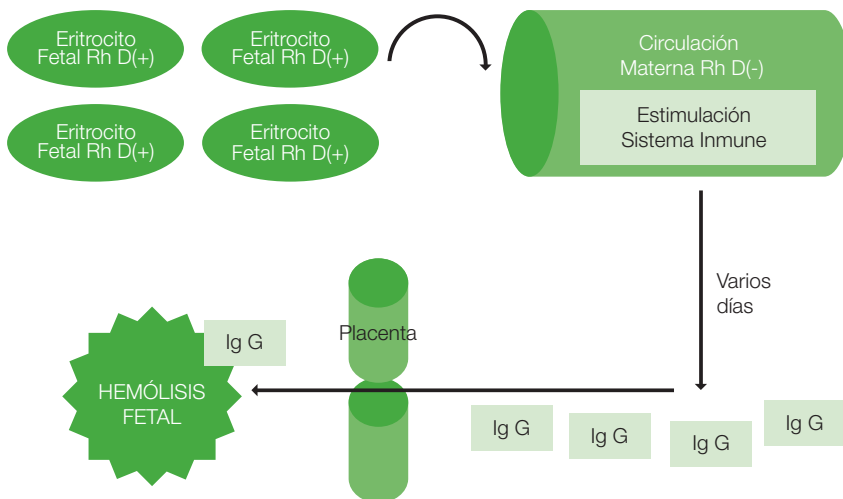 Eritrocito
Fetal Rh D(+)
Eritrocito
Fetal Rh D(+)
Circulación
Materna Rh D(-)
Estimulación
Sistema Inmune
Eritrocito
Fetal Rh D(+)
Eritrocito
Fetal Rh D(+)
Varios
días
Placenta
Ig G
HEMÓLISIS
FETAL
Ig G
Ig G
Ig G
Ig G